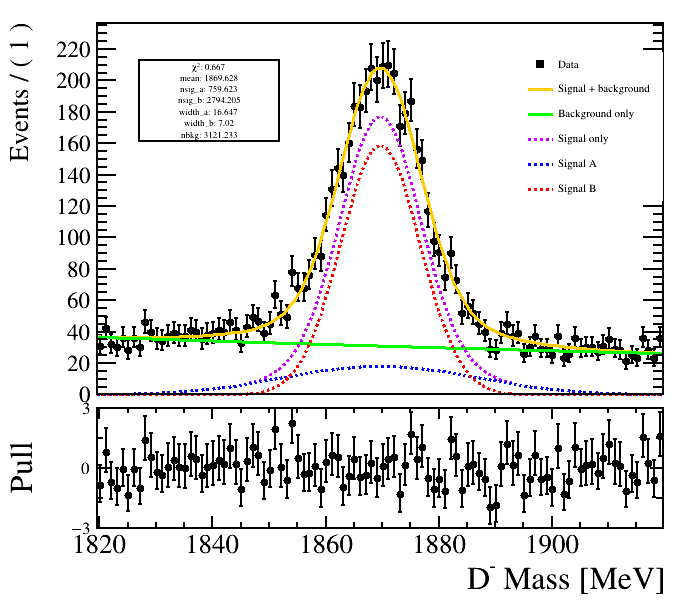 Events / ( 1 )
220
200
180
160
140
120
100
80
60
40
20
0
χ²: 0.667
mean: 1869.628
nsig_a: 759.623
nsig_b: 2794.205
width_a: 16.647
width_b: 7.02
nbkg: 3121.233
Data
Signal + background
Background only
Signal only
Signal A
Signal B
Pull
3
0
−3
1820 1840 1860 1880 1900
D⁻ Mass [MeV]